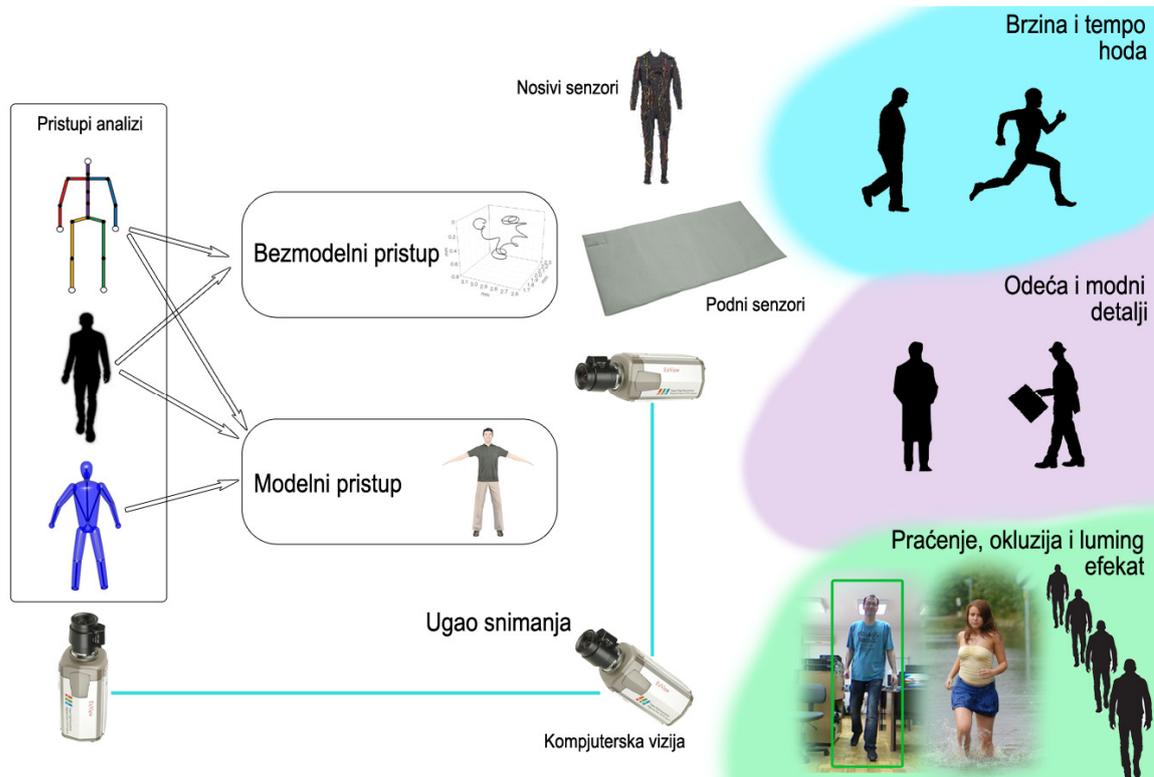 Brzina i tempo
hoda
Nosivi senzori
Pristupi analizi
Bezmodelni pristup
Podni senzori
Odeća i modni
detalji
Modelni pristup
Praćenje, okluzija i luming
efekat
Ugao snimanja
Kompjuterska vizija